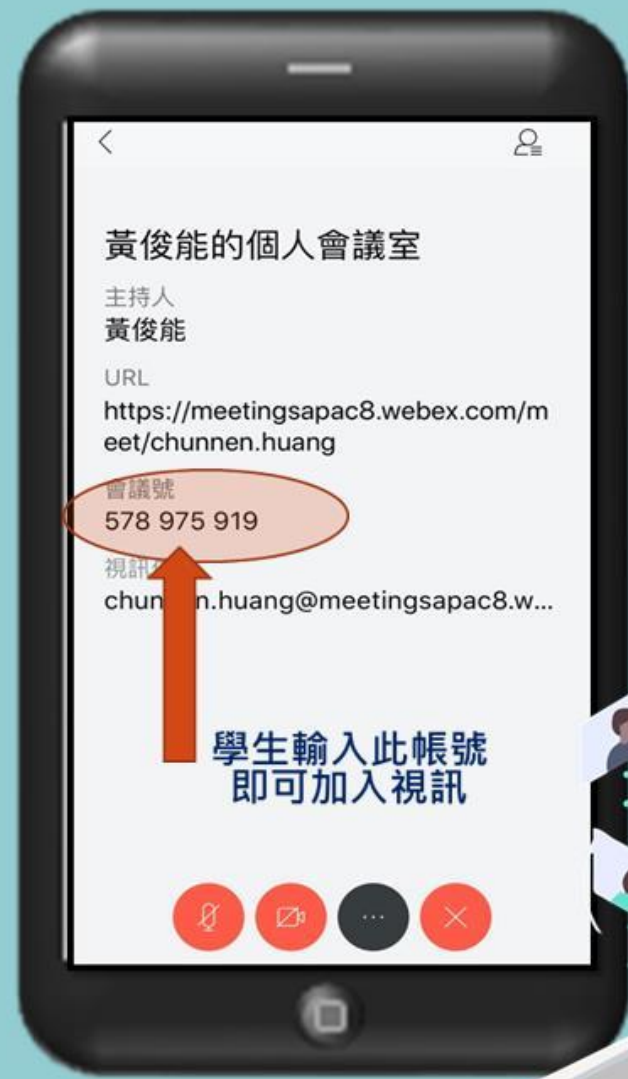 黃俊能的個人會議室
主持人
黃俊能
URL
https://meetingsapac8.webex.com/m
eet/chunnen.huang
會議號
578 975 919
視訊
chun n.huang@meetingsapac8.w...
學生輸入此帳號
即可加入視訊